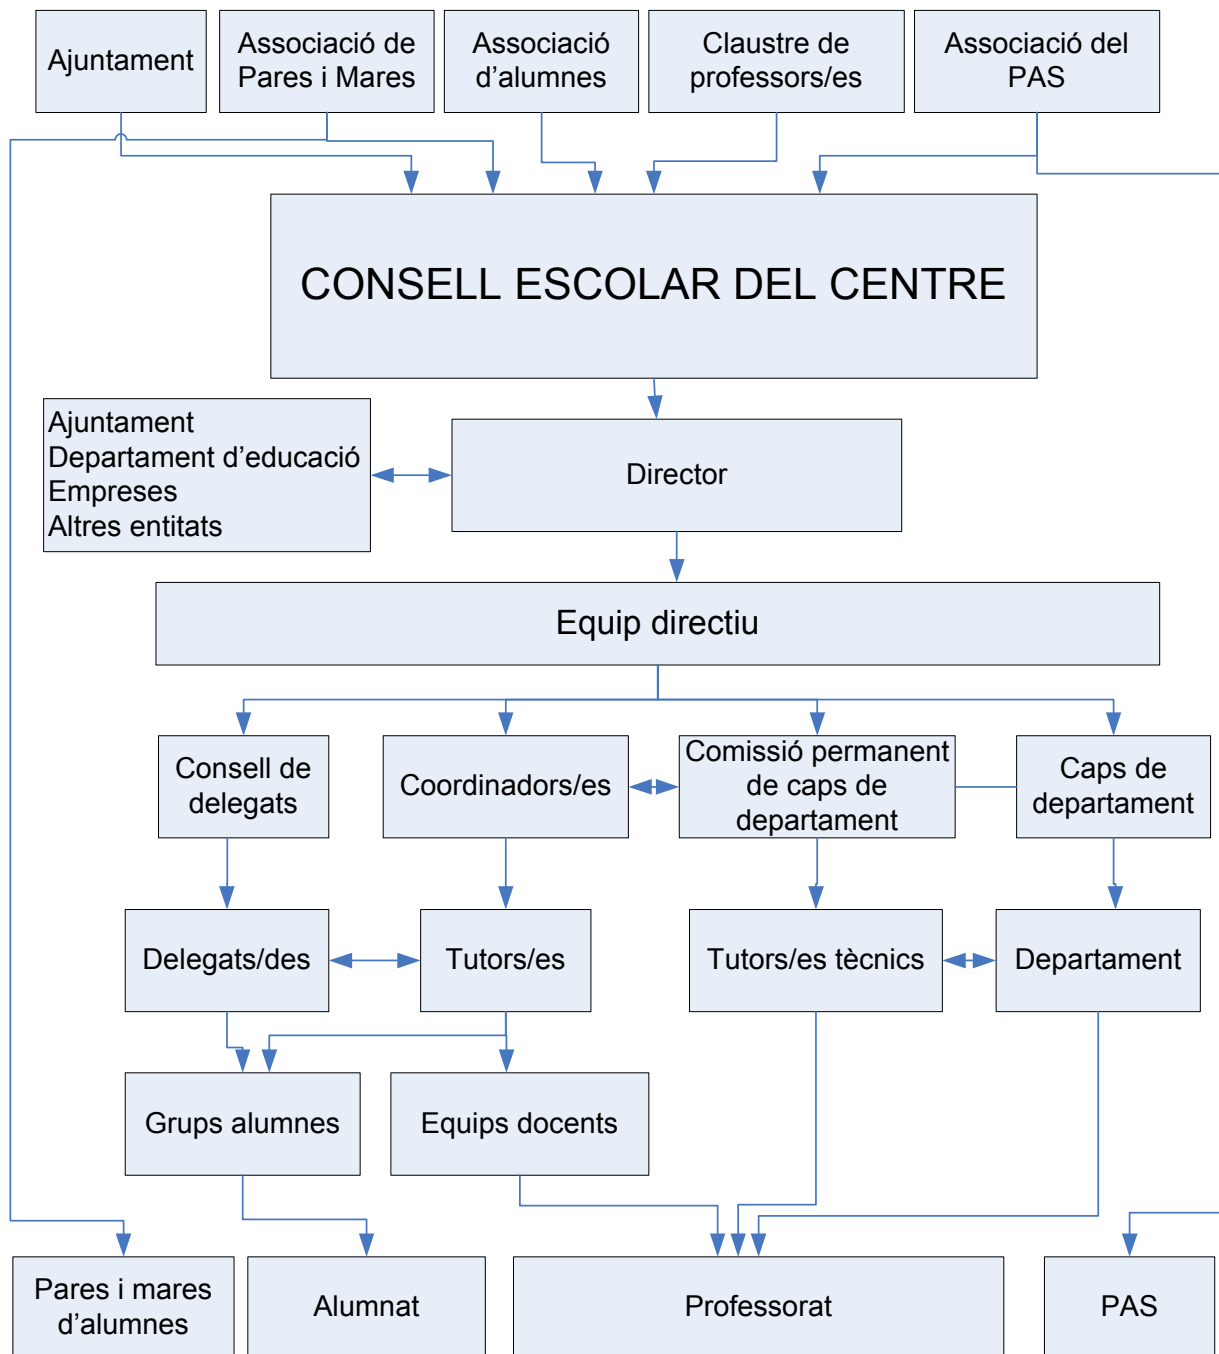 Ajuntament
Associació de
Pares i Mares
Associació
d’alumnes
Claustre de
professors/es
Associació del
PAS
CONSELL ESCOLAR DEL CENTRE
Ajuntament
Departament d’educació
Empreses
Altres entitats
Director
Equip directiu
Consell de
delegats
Coordinadors/es
Comissió permanent
de caps de
departament
Caps de
departament
Delegats/des
Tutors/es
Tutors/es tècnics
Departament
Grups alumnes
Equips docents
Pares i mares
d’alumnes
Alumnat
Professorat
PAS